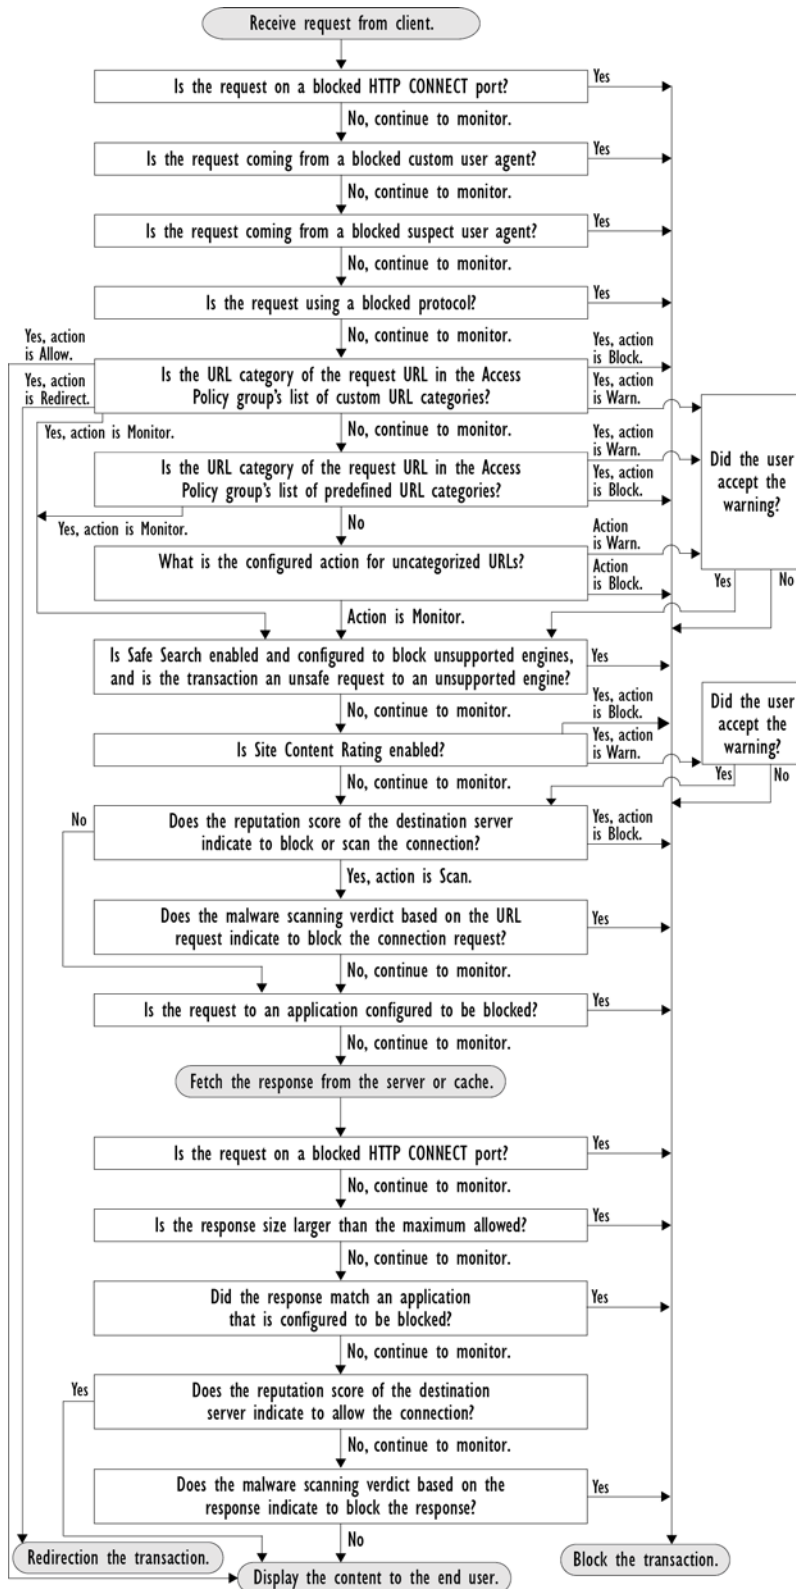 Receive request from client.
Is the request on a blocked HTTP CONNECT port?
Yes
No, continue to monitor.
Is the request coming from a blocked custom user agent?
Yes
No, continue to monitor.
Is the request coming from a blocked suspect user agent?
Yes
No, continue to monitor.
Is the request using a blocked protocol?
Yes
No, continue to monitor.
Yes, action
is Allow.
Yes, action
is Redirect.
Is the URL category of the request URL in the Access
Policy group's list of custom URL categories?
Yes, action
is Block.
Yes, action
is Warn.
Yes, action is Monitor.
No, continue to monitor.
Is the URL category of the request URL in the Access
Policy group's list of predefined URL categories?
Yes, action
is Warn.
Yes, action
is Block.
Did the user
accept the
warning?
Yes, action is Monitor.
No
What is the configured action for uncategorized URLs?
Action
is Warn.
Action
is Block.
Yes
No
Action is Monitor.
Is Safe Search enabled and configured to block unsupported engines,
and is the transaction an unsafe request to an unsupported engine?
Yes
No, continue to monitor.
Yes, action
is Block.
Is Site Content Rating enabled?
Yes, action
is Warn.
Did the user
accept the
warning?
Yes
No
No, continue to monitor.
No
Does the reputation score of the destination server
indicate to block or scan the connection?
Yes, action
is Block.
Yes, action is Scan.
Does the malware scanning verdict based on the URL
request indicate to block the connection request?
Yes
No, continue to monitor.
Is the request to an application configured to be blocked?
Yes
No, continue to monitor.
Fetch the response from the server or cache.
Is the request on a blocked HTTP CONNECT port?
Yes
No, continue to monitor.
Is the response size larger than the maximum allowed?
Yes
No, continue to monitor.
Did the response match an application
that is configured to be blocked?
Yes
No, continue to monitor.
Yes
Does the reputation score of the destination
server indicate to allow the connection?
No, continue to monitor.
Does the malware scanning verdict based on the
response indicate to block the response?
Yes
No
Redirection the transaction.
Display the content to the end user.
Block the transaction.